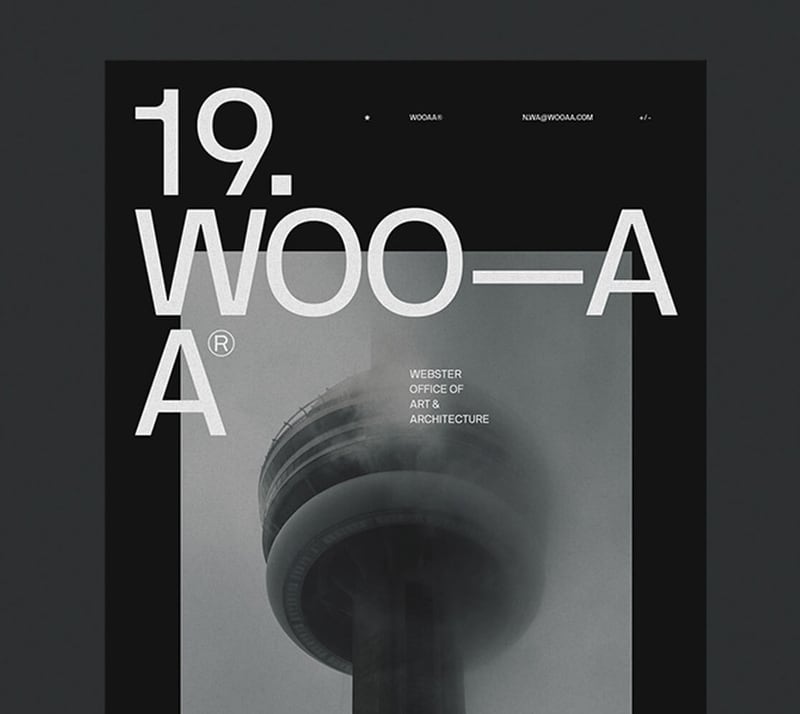 19.
★ WOOAA® N.WA@WOOAA.COM +/-
WOO—A
A®
WEBSTER
OFFICE OF
ART &
ARCHITECTURE